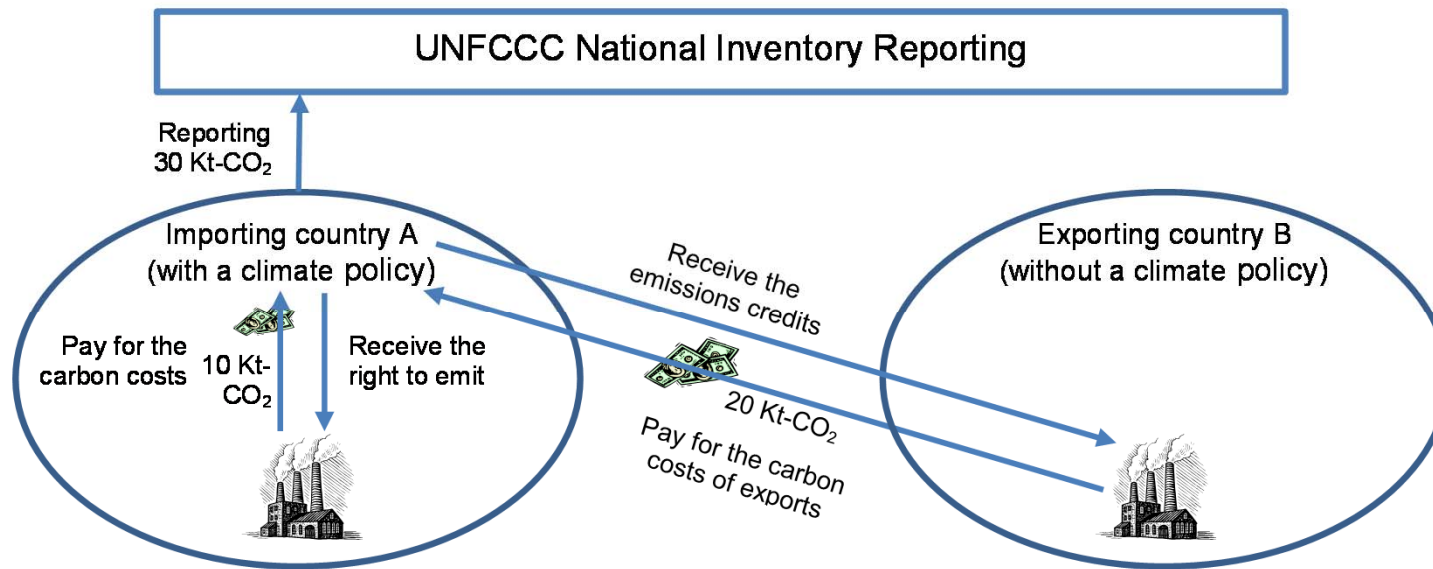 UNFCCC National Inventory Reporting
Reporting
30 Kt-CO₂
Importing country A
(with a climate policy)
Pay for the
carbon costs
10 Kt-
CO₂
Receive the
right to emit
Receive the
emissions credits
20 Kt-CO₂
Pay for the carbon
costs of exports
Exporting country B
(without a climate policy)